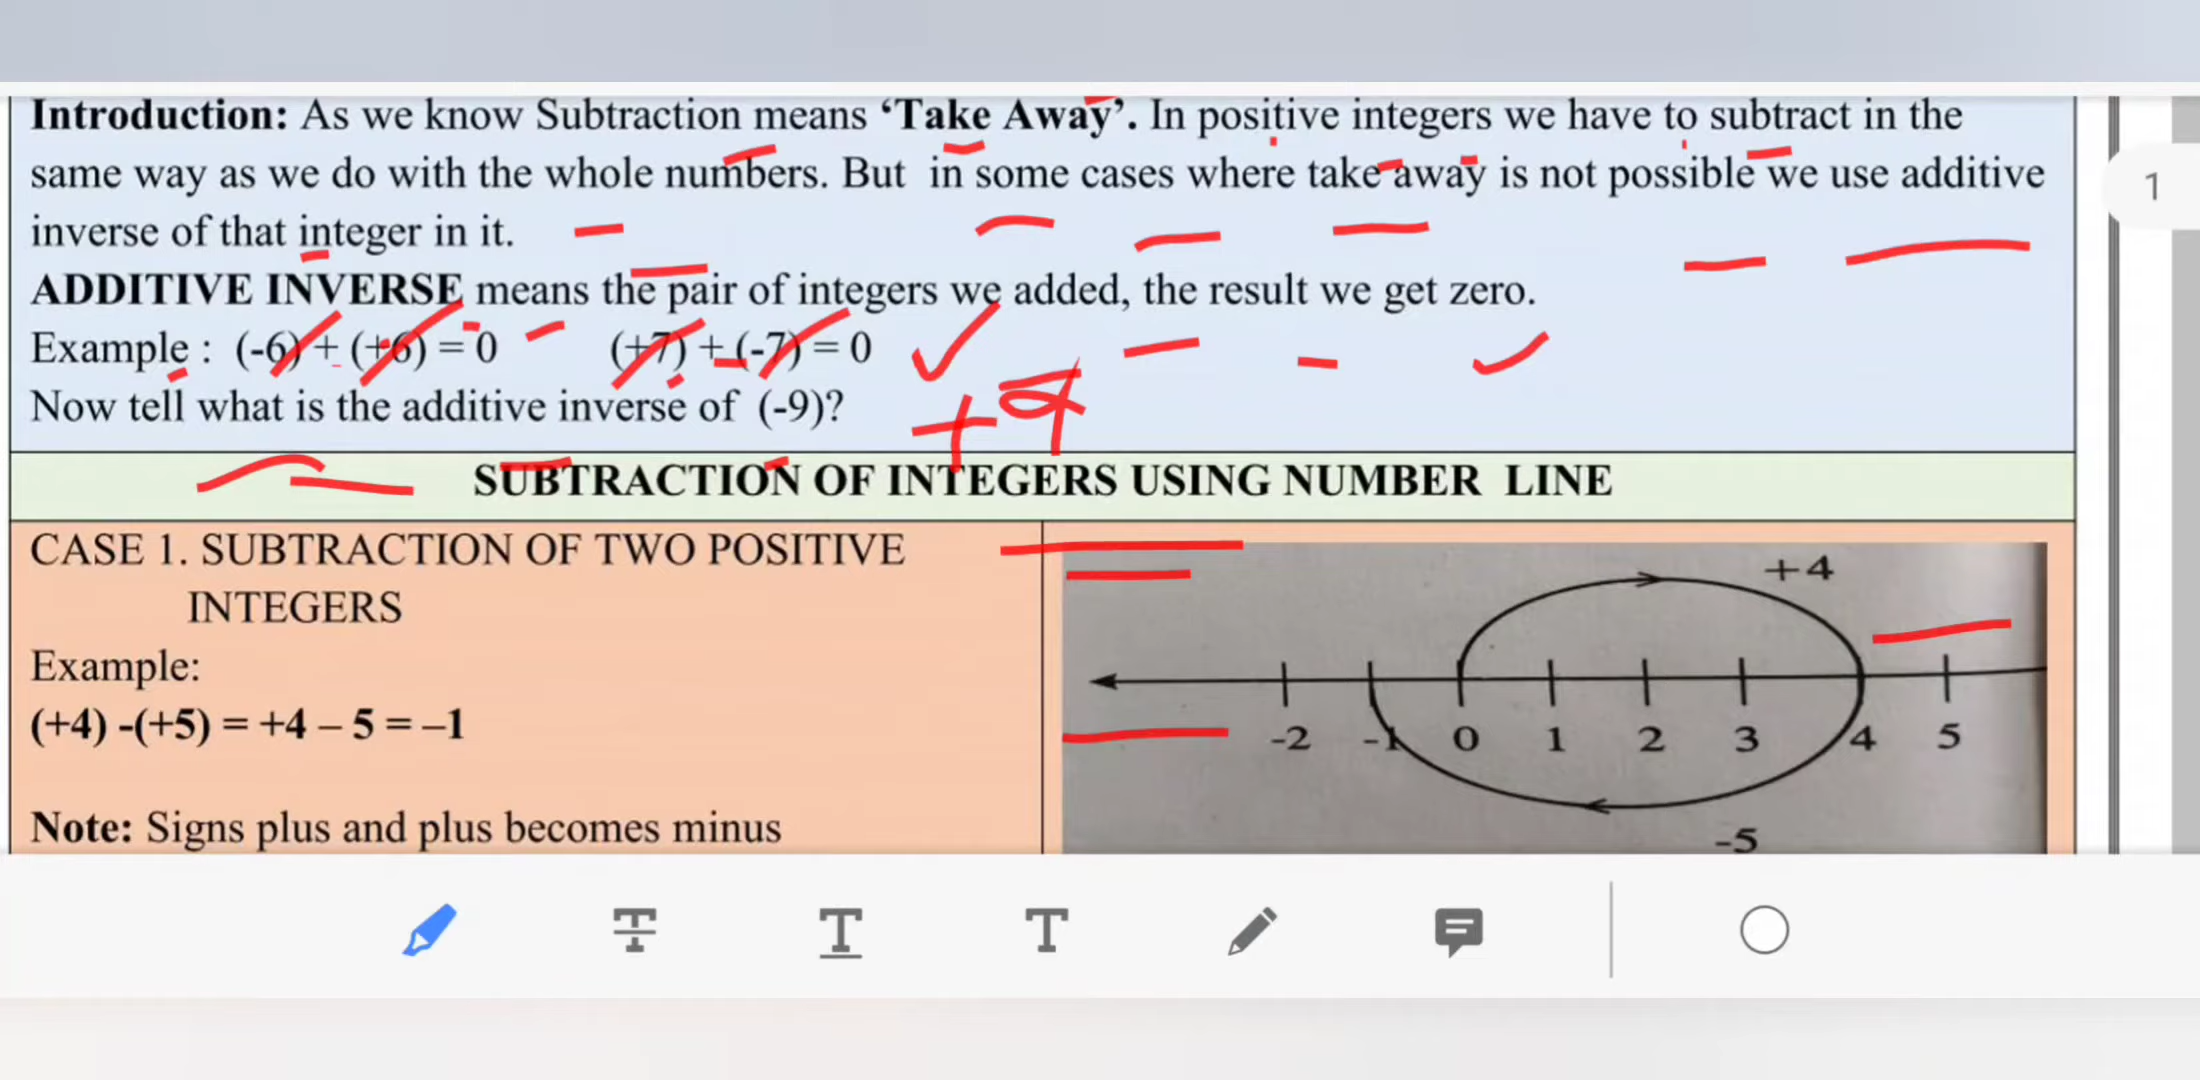 Introduction: As we know Subtraction means ‘Take Away’. In positive integers we have to subtract in the
same way as we do with the whole numbers. But in some cases where take away is not possible we use additive
inverse of that integer in it.
ADDITIVE INVERSE means the pair of integers we added, the result we get zero.
Example : (-6) + (+6) = 0 (+7) + (-7) = 0
Now tell what is the additive inverse of (-9)? +9
SUBTRACTION OF INTEGERS USING NUMBER LINE
CASE 1. SUBTRACTION OF TWO POSITIVE
INTEGERS
Example:
(+4) -(+5) = +4 – 5 = –1
Note: Signs plus and plus becomes minus
+4
-2 -1 0 1 2 3 4 5
-5
1